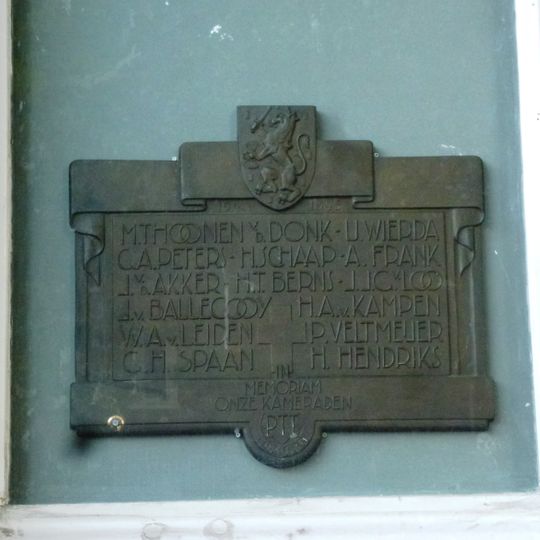 M. THOONEN V.D. DONK · U. WIERDA
C.A. PETERS · H. SCHAAP · A. FRANK
J. V.D. AKKER · H.T. BERNS · J.J.G. V. LOO
J. v. BALLEGOOY H.A. v. KAMPEN
W.A. v. LEIDEN J.P. VELTMEIJER
G.H. SPAAN H. HENDRIKS
IN
MEMORIAM
ONZE KAMERADEN
PTT